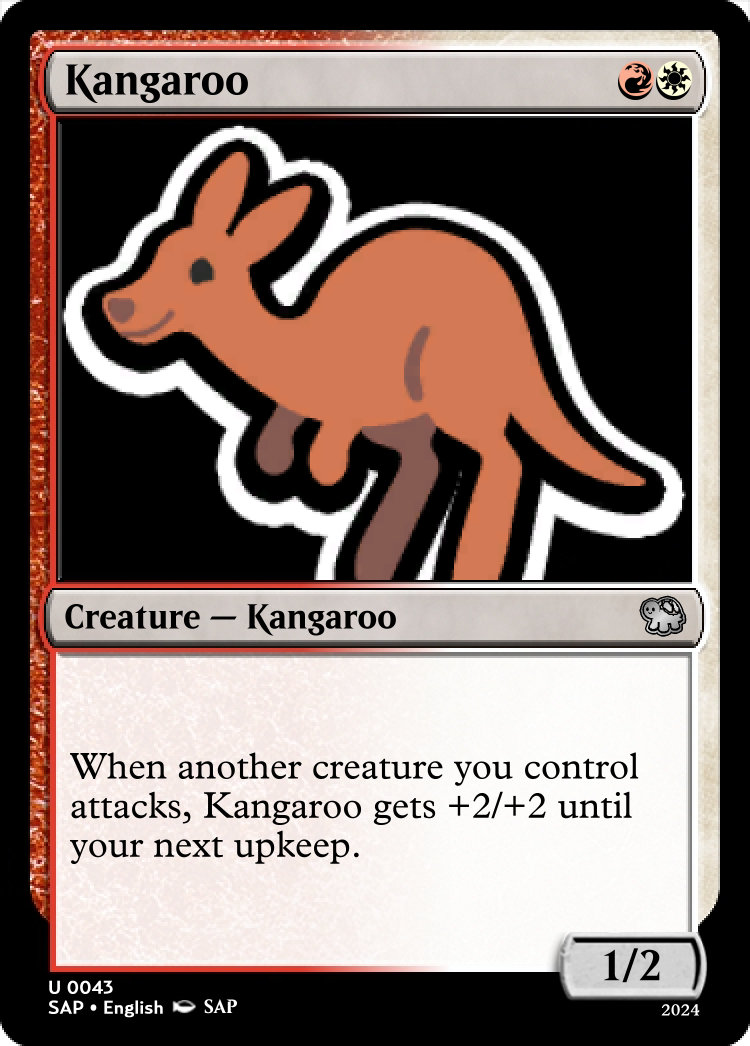 Kangaroo
Creature — Kangaroo
When another creature you control
attacks, Kangaroo gets +2/+2 until
your next upkeep.
1/2
U 0043
SAP • English SAP
2024